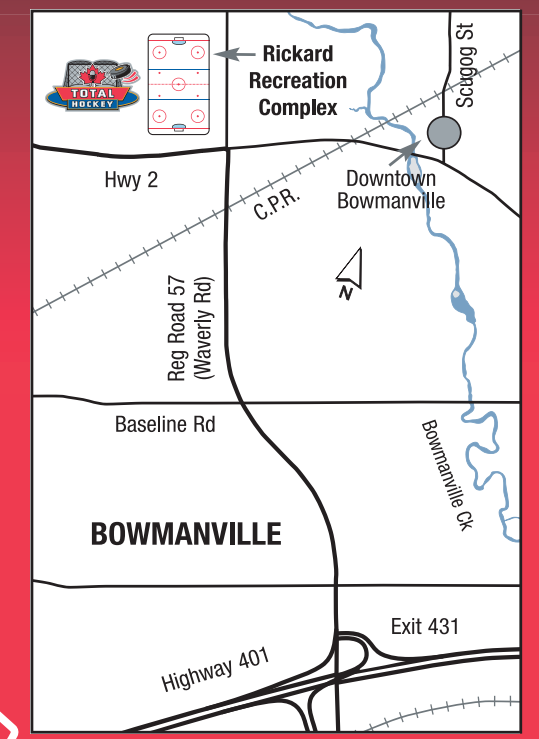 TOTAL
HOCKEY
Rickard
Recreation
Complex
Scugog St
Hwy 2
Downtown
Bowmanville
C.P.R.
N
Reg Road 57
(Waverly Rd)
Baseline Rd
Bowmanville Ck
BOWMANVILLE
Exit 431
Highway 401